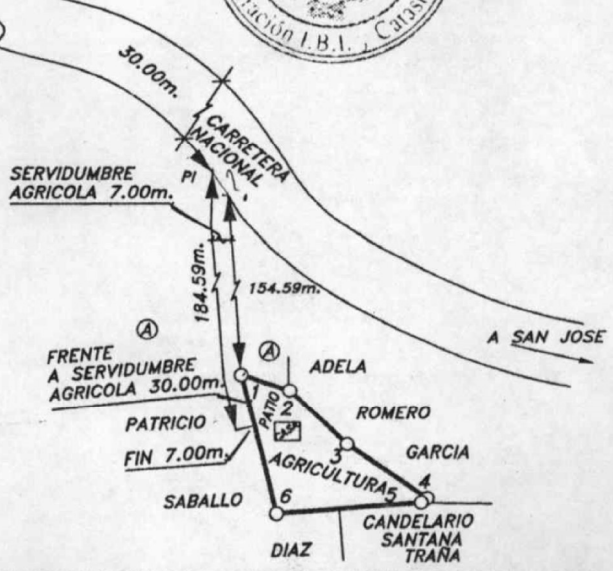 ración I.B.I. y Catas
30.00m.
CARRETERA
NACIONAL
PI
SERVIDUMBRE
AGRICOLA 7.00m.
184.59m.
154.59m.
A SAN JOSE
A
A
FRENTE
A SERVIDUMBRE
AGRICOLA 30.00m.
ADELA
1
2
PATIO
ROMERO
PATRICIO
3
GARCIA
FIN 7.00m.
AGRICULTURA
4
5
SABALLO
6
CANDELARIO
SANTANA
TRAÑA
DIAZ